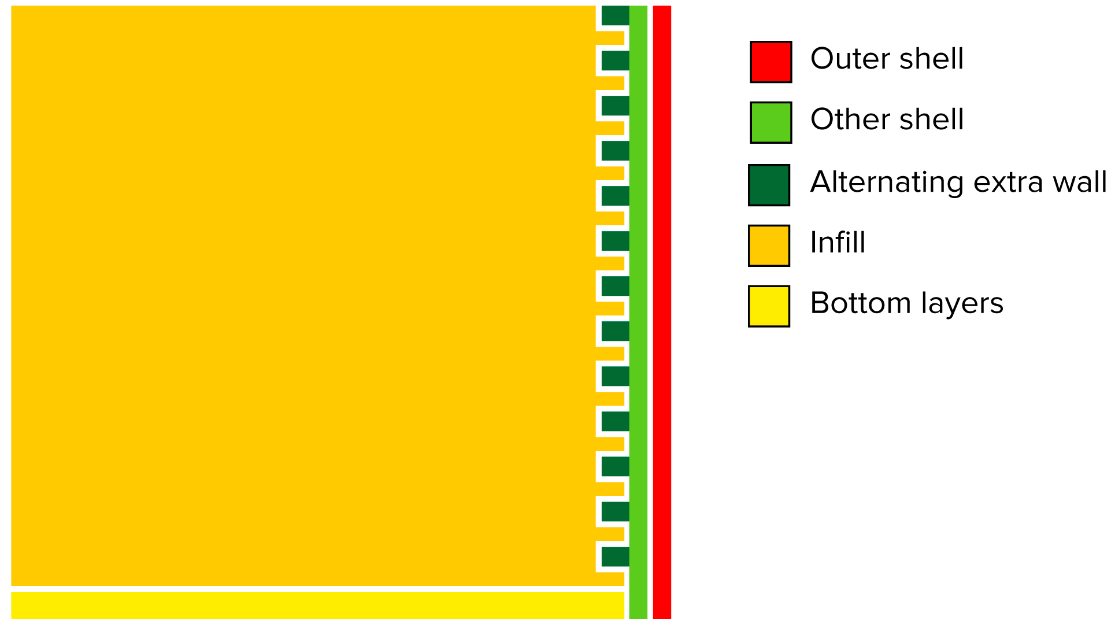 Outer shell
Other shell
Alternating extra wall
Infill
Bottom layers